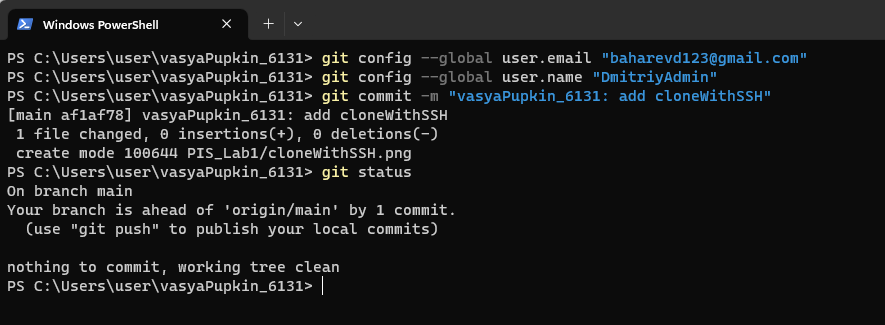 Windows PowerShell
PS C:\Users\user\vasyaPupkin_6131> git config --global user.email "baharevd123@gmail.com"
PS C:\Users\user\vasyaPupkin_6131> git config --global user.name "DmitriyAdmin"
PS C:\Users\user\vasyaPupkin_6131> git commit -m "vasyaPupkin_6131: add cloneWithSSH"
[main af1af78] vasyaPupkin_6131: add cloneWithSSH
 1 file changed, 0 insertions(+), 0 deletions(-)
 create mode 100644 PIS_Lab1/cloneWithSSH.png
PS C:\Users\user\vasyaPupkin_6131> git status
On branch main
Your branch is ahead of 'origin/main' by 1 commit.
  (use "git push" to publish your local commits)

nothing to commit, working tree clean
PS C:\Users\user\vasyaPupkin_6131>